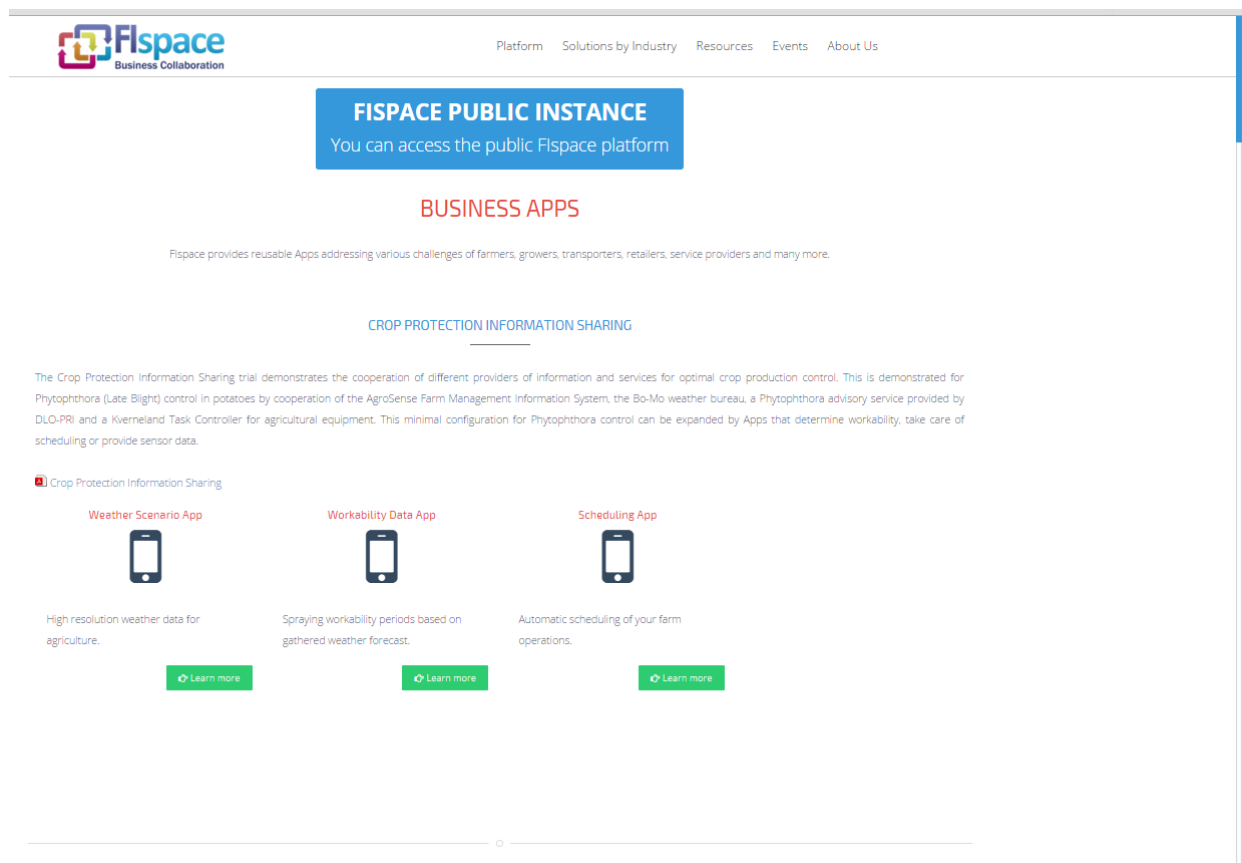 FIspace
Business Collaboration
Platform Solutions by Industry Resources Events About Us
FISPACE PUBLIC INSTANCE
You can access the public FIspace platform
BUSINESS APPS
FIspace provides reusable Apps addressing various challenges of farmers, growers, transporters, retailers, service providers and many more.
CROP PROTECTION INFORMATION SHARING
The Crop Protection Information Sharing trial demonstrates the cooperation of different providers of information and services for optimal crop production control. This is demonstrated for
Phytophthora (Late Blight) control in potatoes by cooperation of the AgroSense Farm Management Information System, the Bo-Mo weather bureau, a Phytophthora advisory service provided by
DLO-PRI and a Kverneland Task Controller for agricultural equipment. This minimal configuration for Phytophthora control can be expanded by Apps that determine workability, take care of
scheduling or provide sensor data.
Crop Protection Information Sharing
Weather Scenario App
High resolution weather data for
agriculture.
Learn more
Workability Data App
Spraying workability periods based on
gathered weather forecast.
Learn more
Scheduling App
Automatic scheduling of your farm
operations.
Learn more